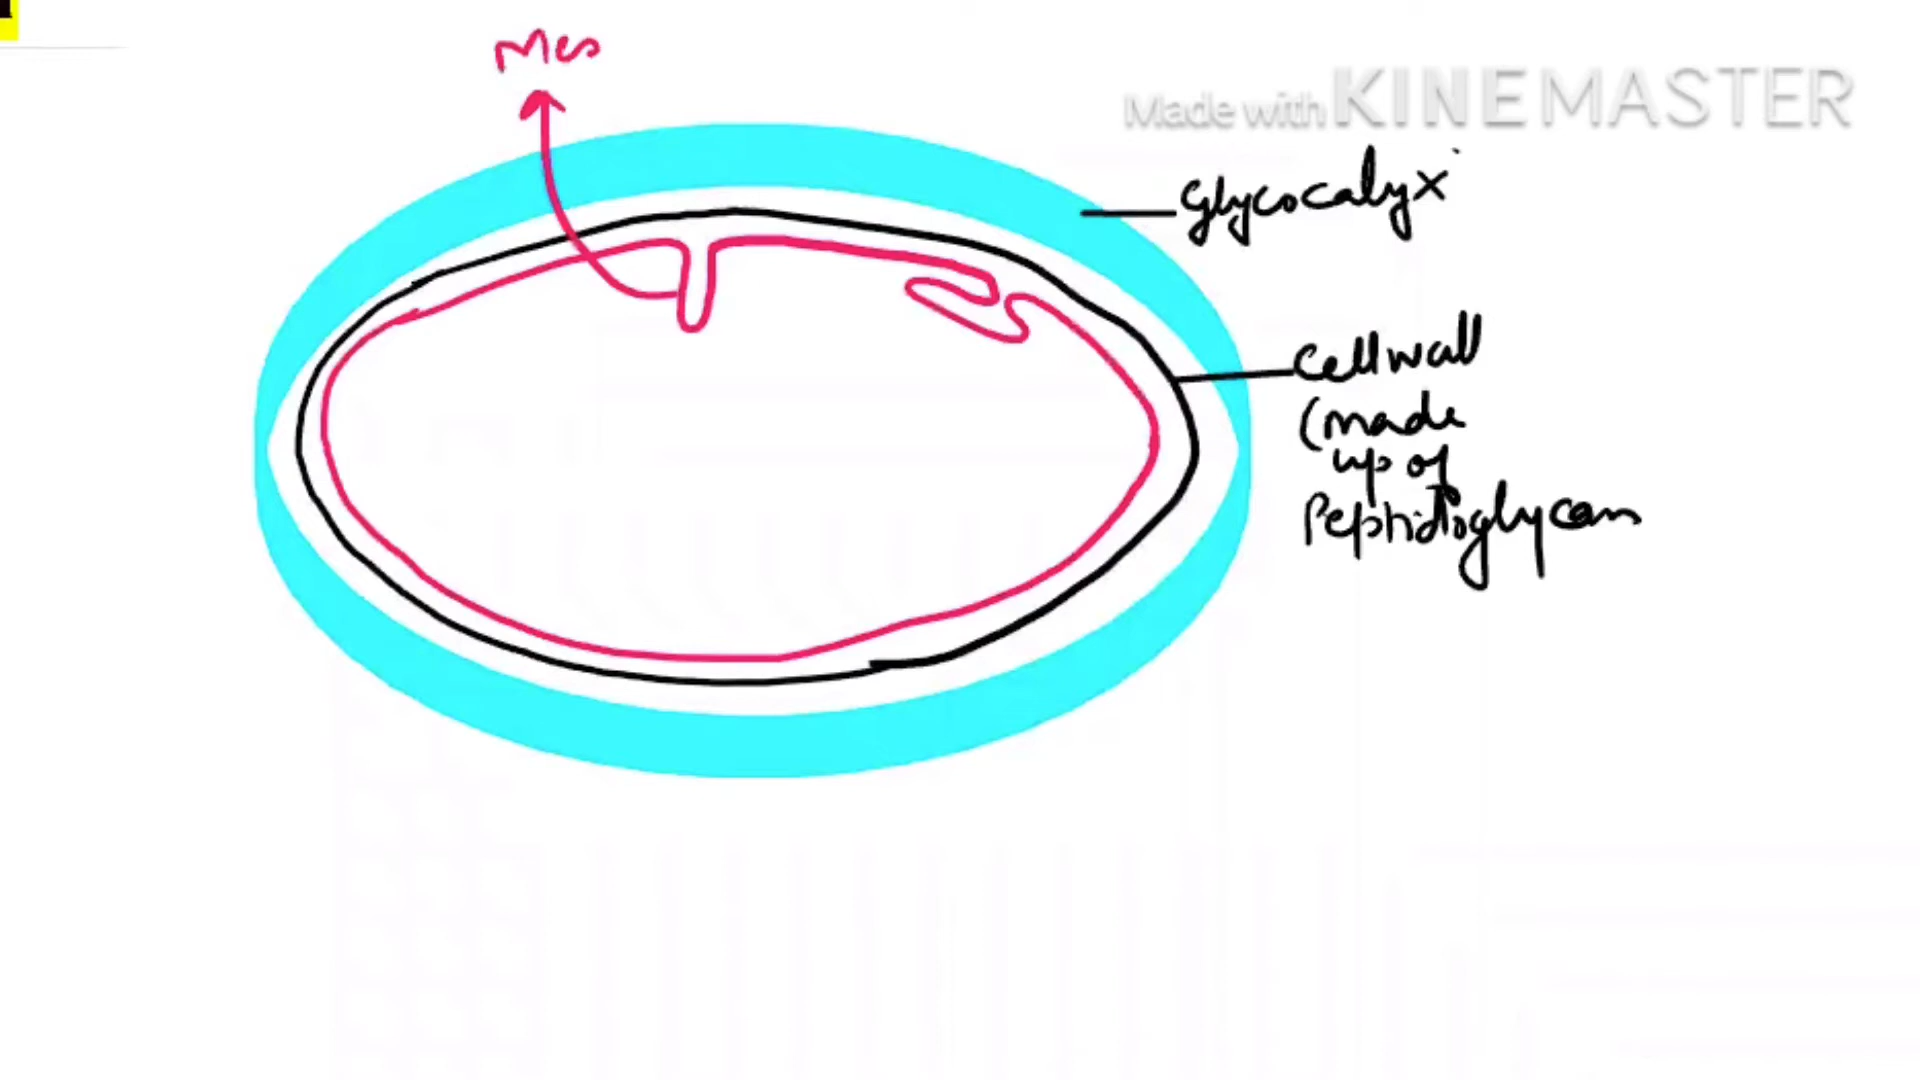 Mes
Made with KINEMASTER
Glycocalyx
Cellwall
(made
up of
Peptidoglycan